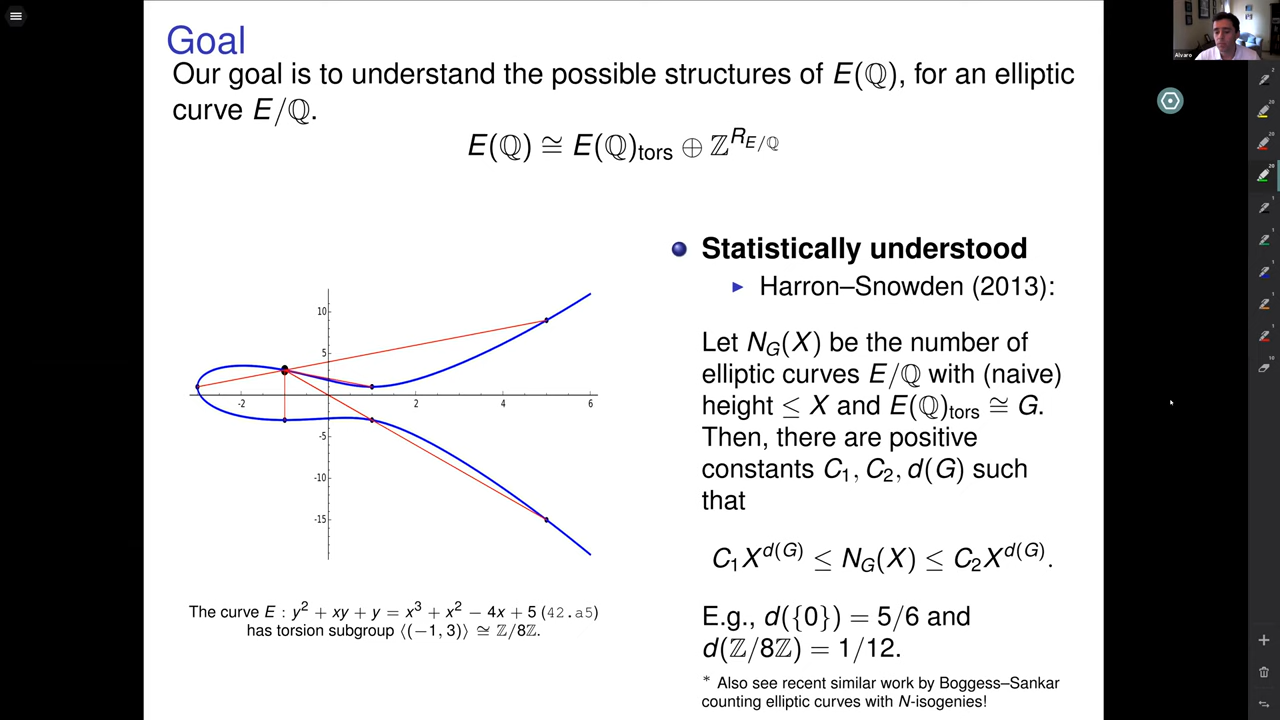 Goal
Our goal is to understand the possible structures of E(ℚ), for an elliptic
curve E/ℚ.
E(ℚ) ≅ E(ℚ)tors ⊕ ℤ^{R_{E/ℚ}}
10
5
-2
2
4
6
-5
-10
-15
The curve E : y² + xy + y = x³ + x² − 4x + 5 (42.a5)
has torsion subgroup ⟨(−1, 3)⟩ ≅ ℤ/8ℤ.
Statistically understood
Harron–Snowden (2013):
Let N_G(X) be the number of
elliptic curves E/ℚ with (naive)
height ≤ X and E(ℚ)tors ≅ G.
Then, there are positive
constants C₁, C₂, d(G) such
that
C₁X^{d(G)} ≤ N_G(X) ≤ C₂X^{d(G)}.
E.g., d({0}) = 5/6 and
d(ℤ/8ℤ) = 1/12.
* Also see recent similar work by Boggess–Sankar
counting elliptic curves with N-isogenies!
Alvaro